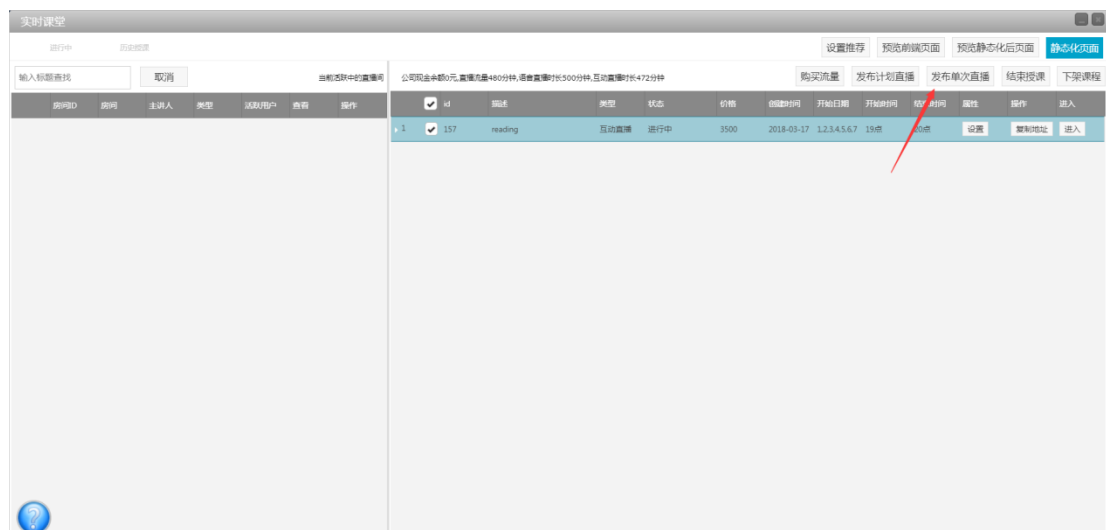 实时课堂
进行中 历史授课
设置推荐 预览前端页面 预览静态化后页面 静态化页面
输入标题查找 取消 当前活跃中的直播间
公司现金余额0元,直播流量480分钟,语音直播时长500分钟,互动直播时长472分钟
购买流量 发布计划直播 发布单次直播 结束授课 下架课程
房间ID 房间 主讲人 类型 活跃用户 查看 操作
id 描述 类型 状态 价格 创建时间 开始日期 开始时间 结束时间 属性 操作 进入
1 157 reading 互动直播 进行中 3500 2018-03-17 1,2,3,4,5,6,7 19点 20点 设置 复制地址 进入